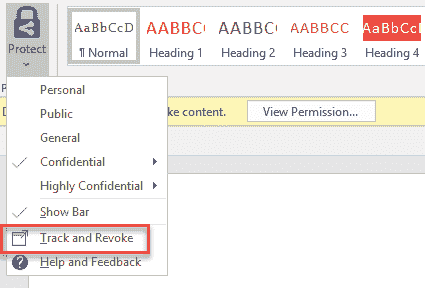 AaBbCcD AABBC AABBCC AABBCC AaBbCcI
Protect
¶ Normal Heading 1 Heading 2 Heading 3 Heading 4
Personal
Public
ke content. View Permission...
General
Confidential
Highly Confidential
Show Bar
Track and Revoke
Help and Feedback